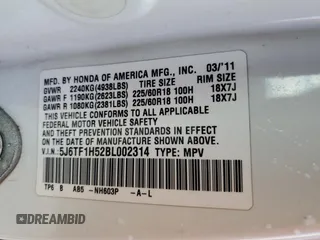 MFD. BY HONDA OF AMERICA MFG., INC. 03/'11
GVWR 2240KG(4938LBS) TIRE SIZE RIM SIZE
GAWR F 1190KG(2623LBS) 225/60R18 100H 18X7J
GAWR R 1080KG(2381LBS) 225/60R18 100H 18X7J
THIS VEHICLE CONFORMS TO ALL APPLICABLE
FEDERAL MOTOR VEHICLE SAFETY AND THEFT
PREVENTION STANDARDS IN EFFECT ON THE DATE
OF MANUFACTURE SHOWN ABOVE.
V.I.N: 5J6TF1H52BL002314 TYPE: MPV
TP6 B AB5 -NH603P -A-L
DREAMBID.COM